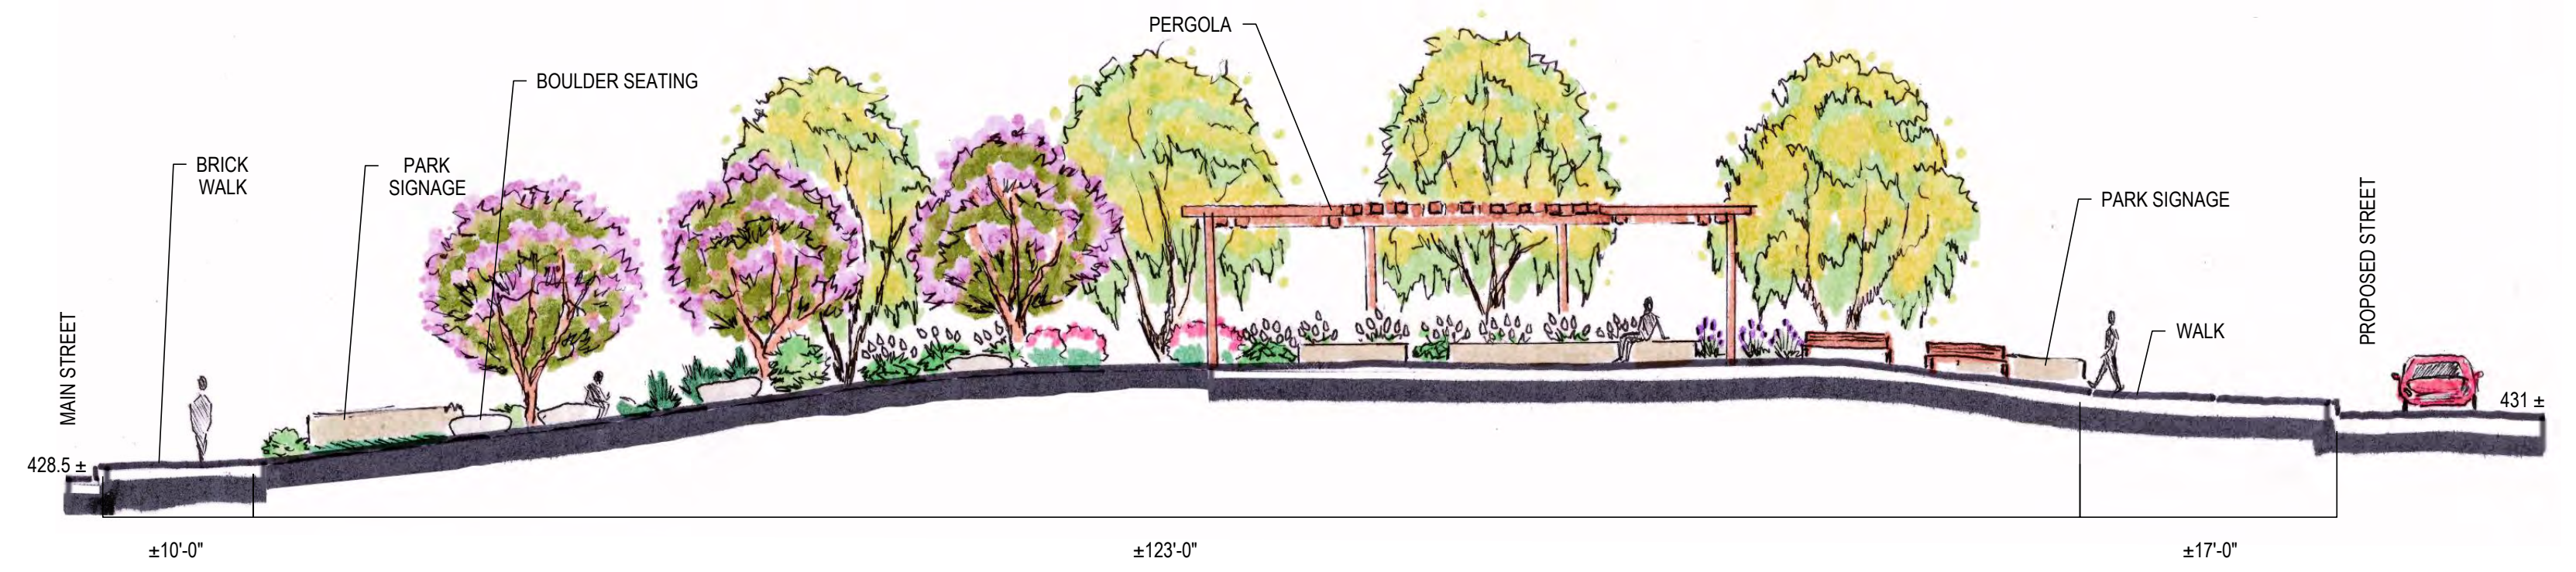 PERGOLA
BOULDER SEATING
BRICK
WALK
PARK
SIGNAGE
PARK SIGNAGE
WALK
MAIN STREET
PROPOSED STREET
428.5 ±
431 ±
±10'-0"
±123'-0"
±17'-0"